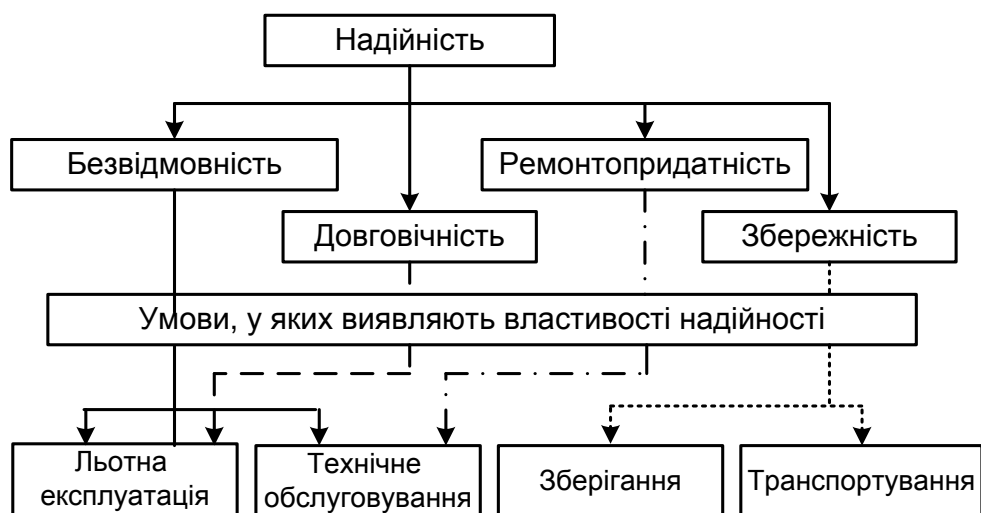 Надійність
Безвідмовність
Ремонтопридатність
Довговічність
Збережність
Умови, у яких виявляють властивості надійності
Льотна
експлуатація
Технічне
обслуговування
Зберігання
Транспортування